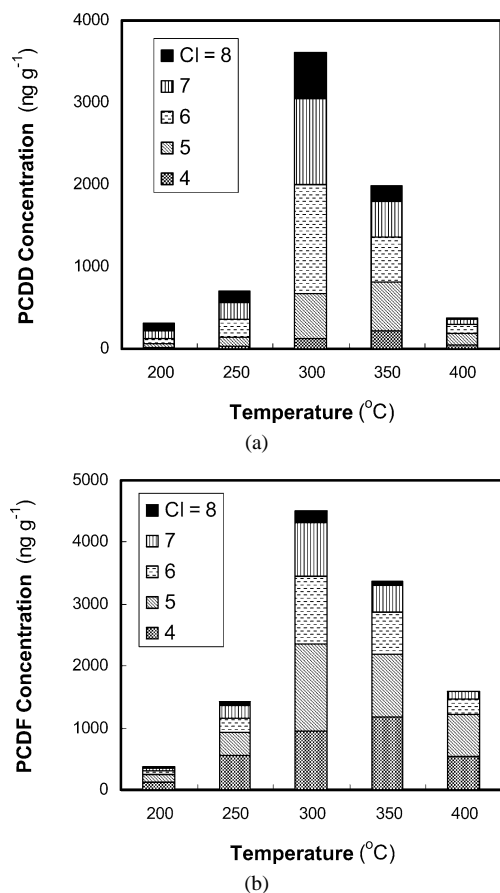 4000
3000
2000
1000
0
PCDD Concentration (ng g⁻¹)
Cl = 8
7
6
5
4
200 250 300 350 400
Temperature (°C)
(a)
5000
4000
3000
2000
1000
0
PCDF Concentration (ng g⁻¹)
Cl = 8
7
6
5
4
200 250 300 350 400
Temperature (°C)
(b)